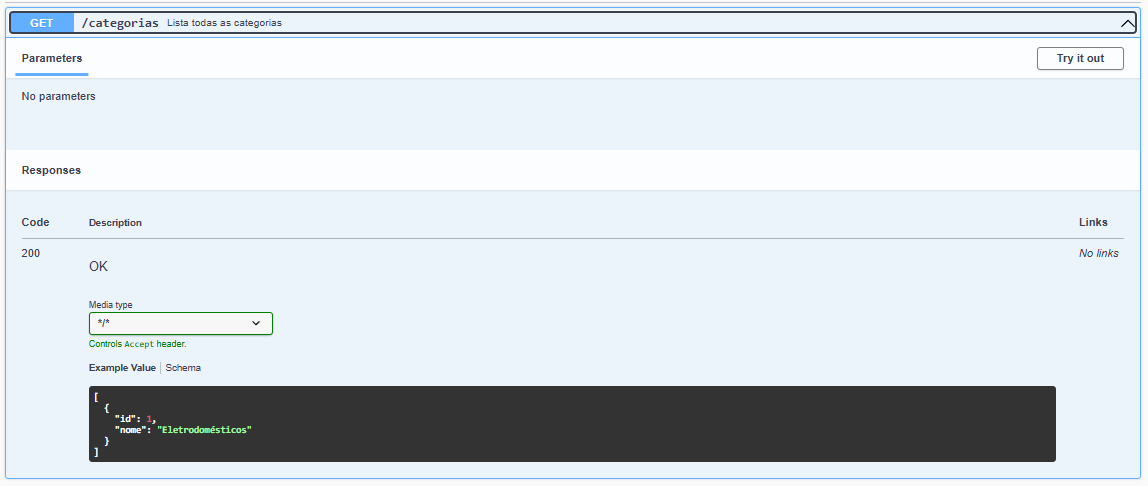 GET /categorias Lista todas as categorias
Parameters
Try it out
No parameters
Responses
Code Description Links
200
OK
No links
Media type
*/*
Controls Accept header.
Example Value Schema
[
  {
    "id": 1,
    "nome": "Eletrodomésticos"
  }
]